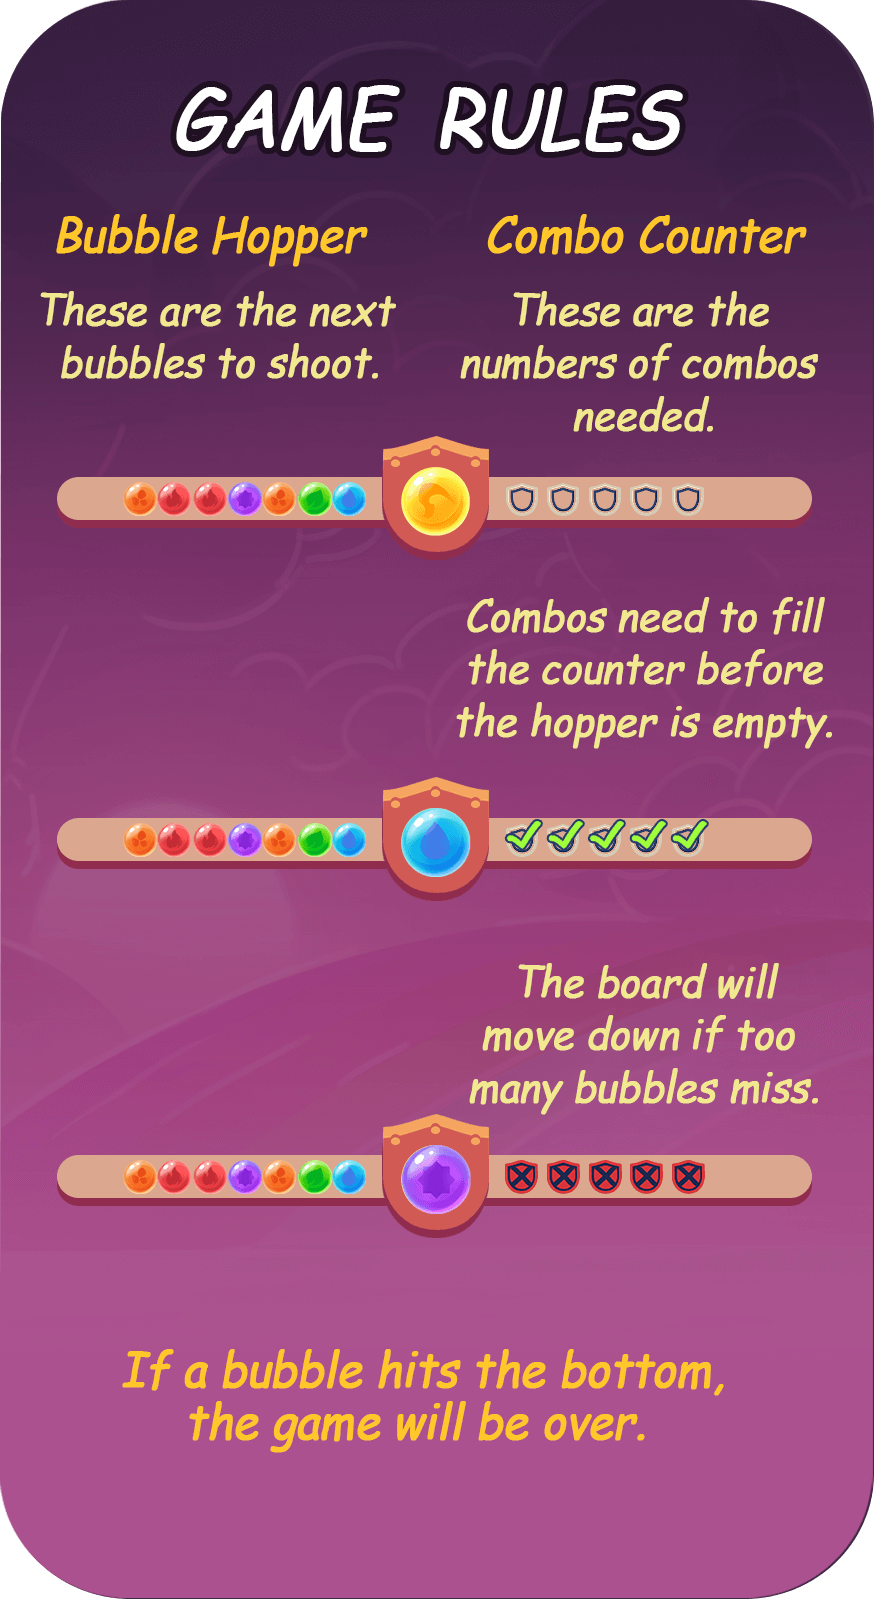 GAME RULES
Bubble Hopper
These are the next
bubbles to shoot.
Combo Counter
These are the
numbers of combos
needed.
Combos need to fill
the counter before
the hopper is empty.
The board will
move down if too
many bubbles miss.
If a bubble hits the bottom,
the game will be over.